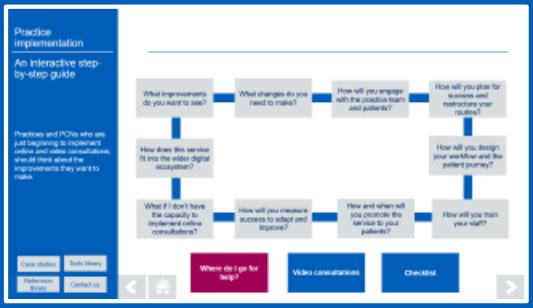 Practice
implementation
An interactive step-
by-step guide
Practices and PCNs who are
just beginning to implement
online and video consultations,
should think about the
improvements they want to
make.
Case studies
Tools library
Reference
library
Contact us
What improvements
do you want to see?
What changes do you
need to make?
How will you engage
with the practice team
and patients?
How will you plan for
success and
restructure your
routine?
How does this service
fit into the wider digital
ecosystem?
How will you design
your workflow and the
patient journey?
What if I don't have
the capacity to
implement online
consultations?
How will you measure
success to adapt and
improve?
How and when will
you promote the
service to your
patients?
How will you train
your staff?
Where do I go for
help?
Video consultations
Checklist